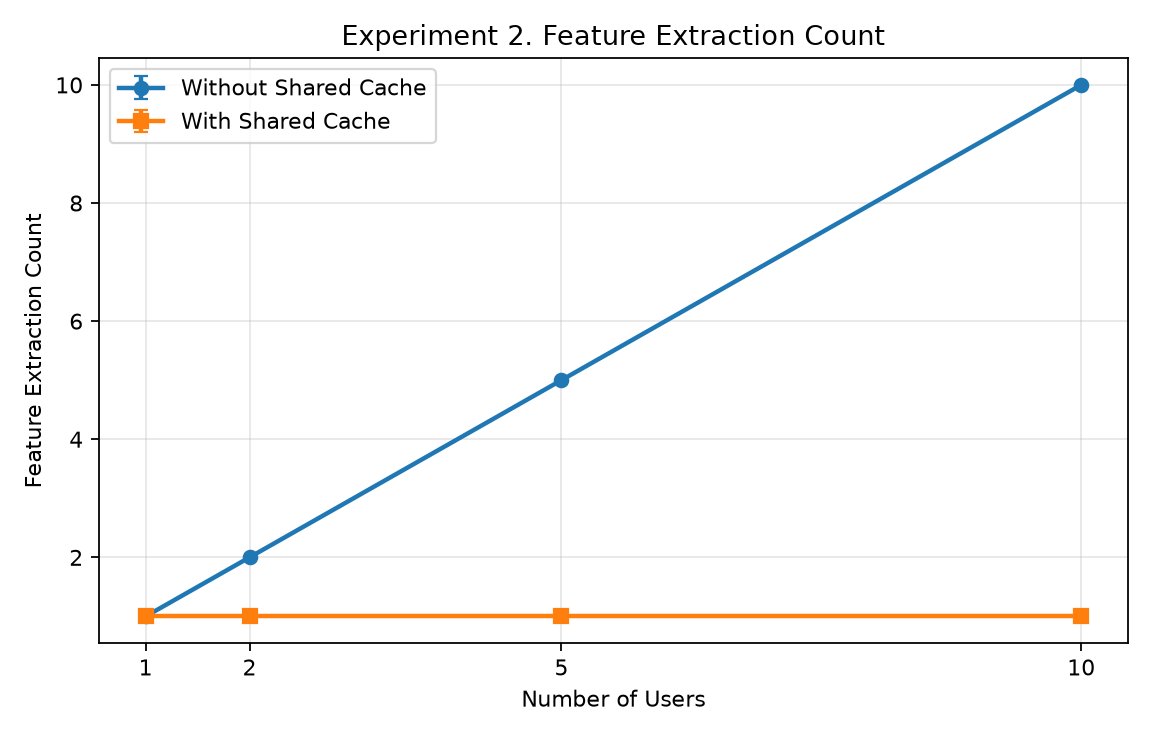 Experiment 2. Feature Extraction Count
Without Shared Cache
With Shared Cache
Feature Extraction Count
10
8
6
4
2
1
2
5
10
Number of Users